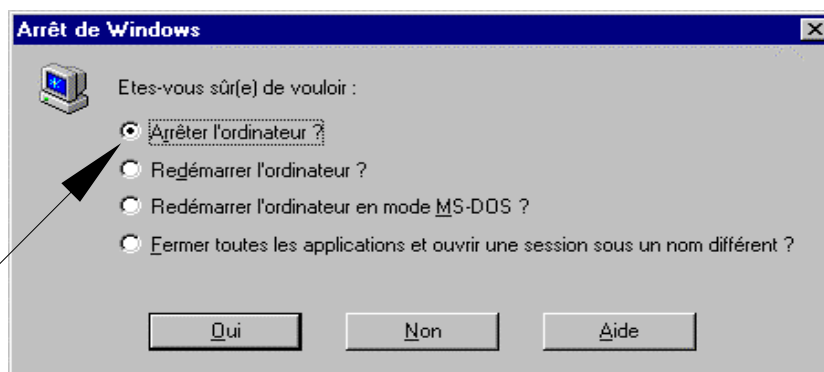 Arrêt de Windows
Etes-vous sûr(e) de vouloir :
Arrêter l'ordinateur ?
Redémarrer l'ordinateur ?
Redémarrer l'ordinateur en mode MS-DOS ?
Fermer toutes les applications et ouvrir une session sous un nom différent ?
Oui Non Aide